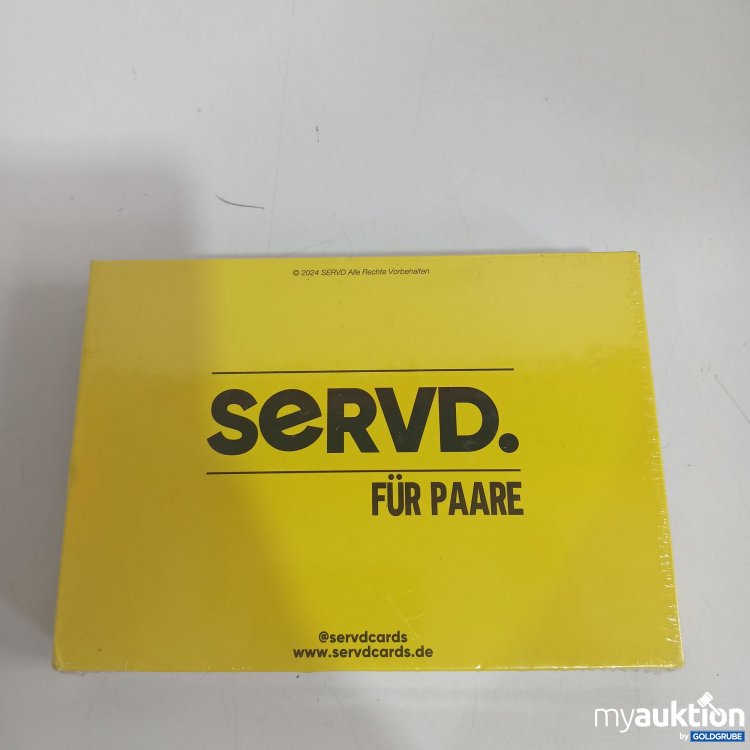 © 2024 SERVD Alle Rechte Vorbehalten
SeRVD.
FÜR PAARE
@servdcards
www.servdcards.de
myauktion
by GOLDGRUBE